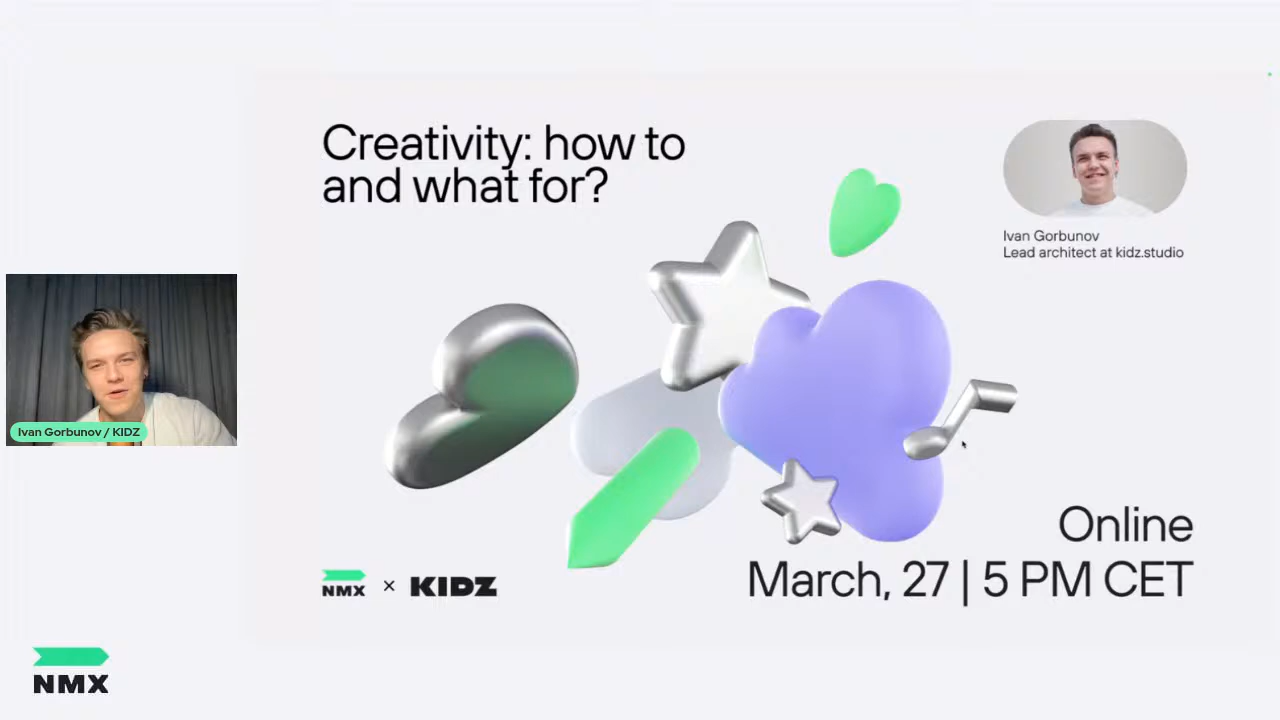 Creativity: how to
and what for?
Ivan Gorbunov
Lead architect at kidz.studio
Ivan Gorbunov / KIDZ
Online
March, 27 | 5 PM CET
NMX × KIDZ
NMX